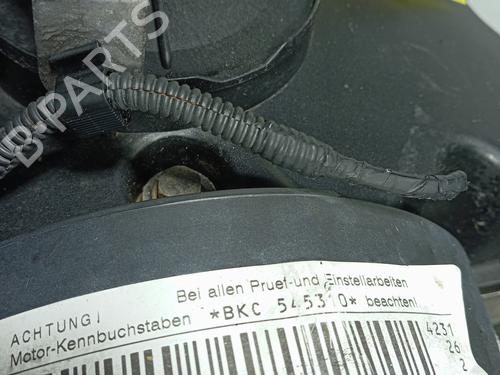 B-PARTS
ACHTUNG! Bei allen Pruef-und Einstellarbeiten
Motor-Kennbuchstaben *BKC 545310* beachten!
4231
26
2